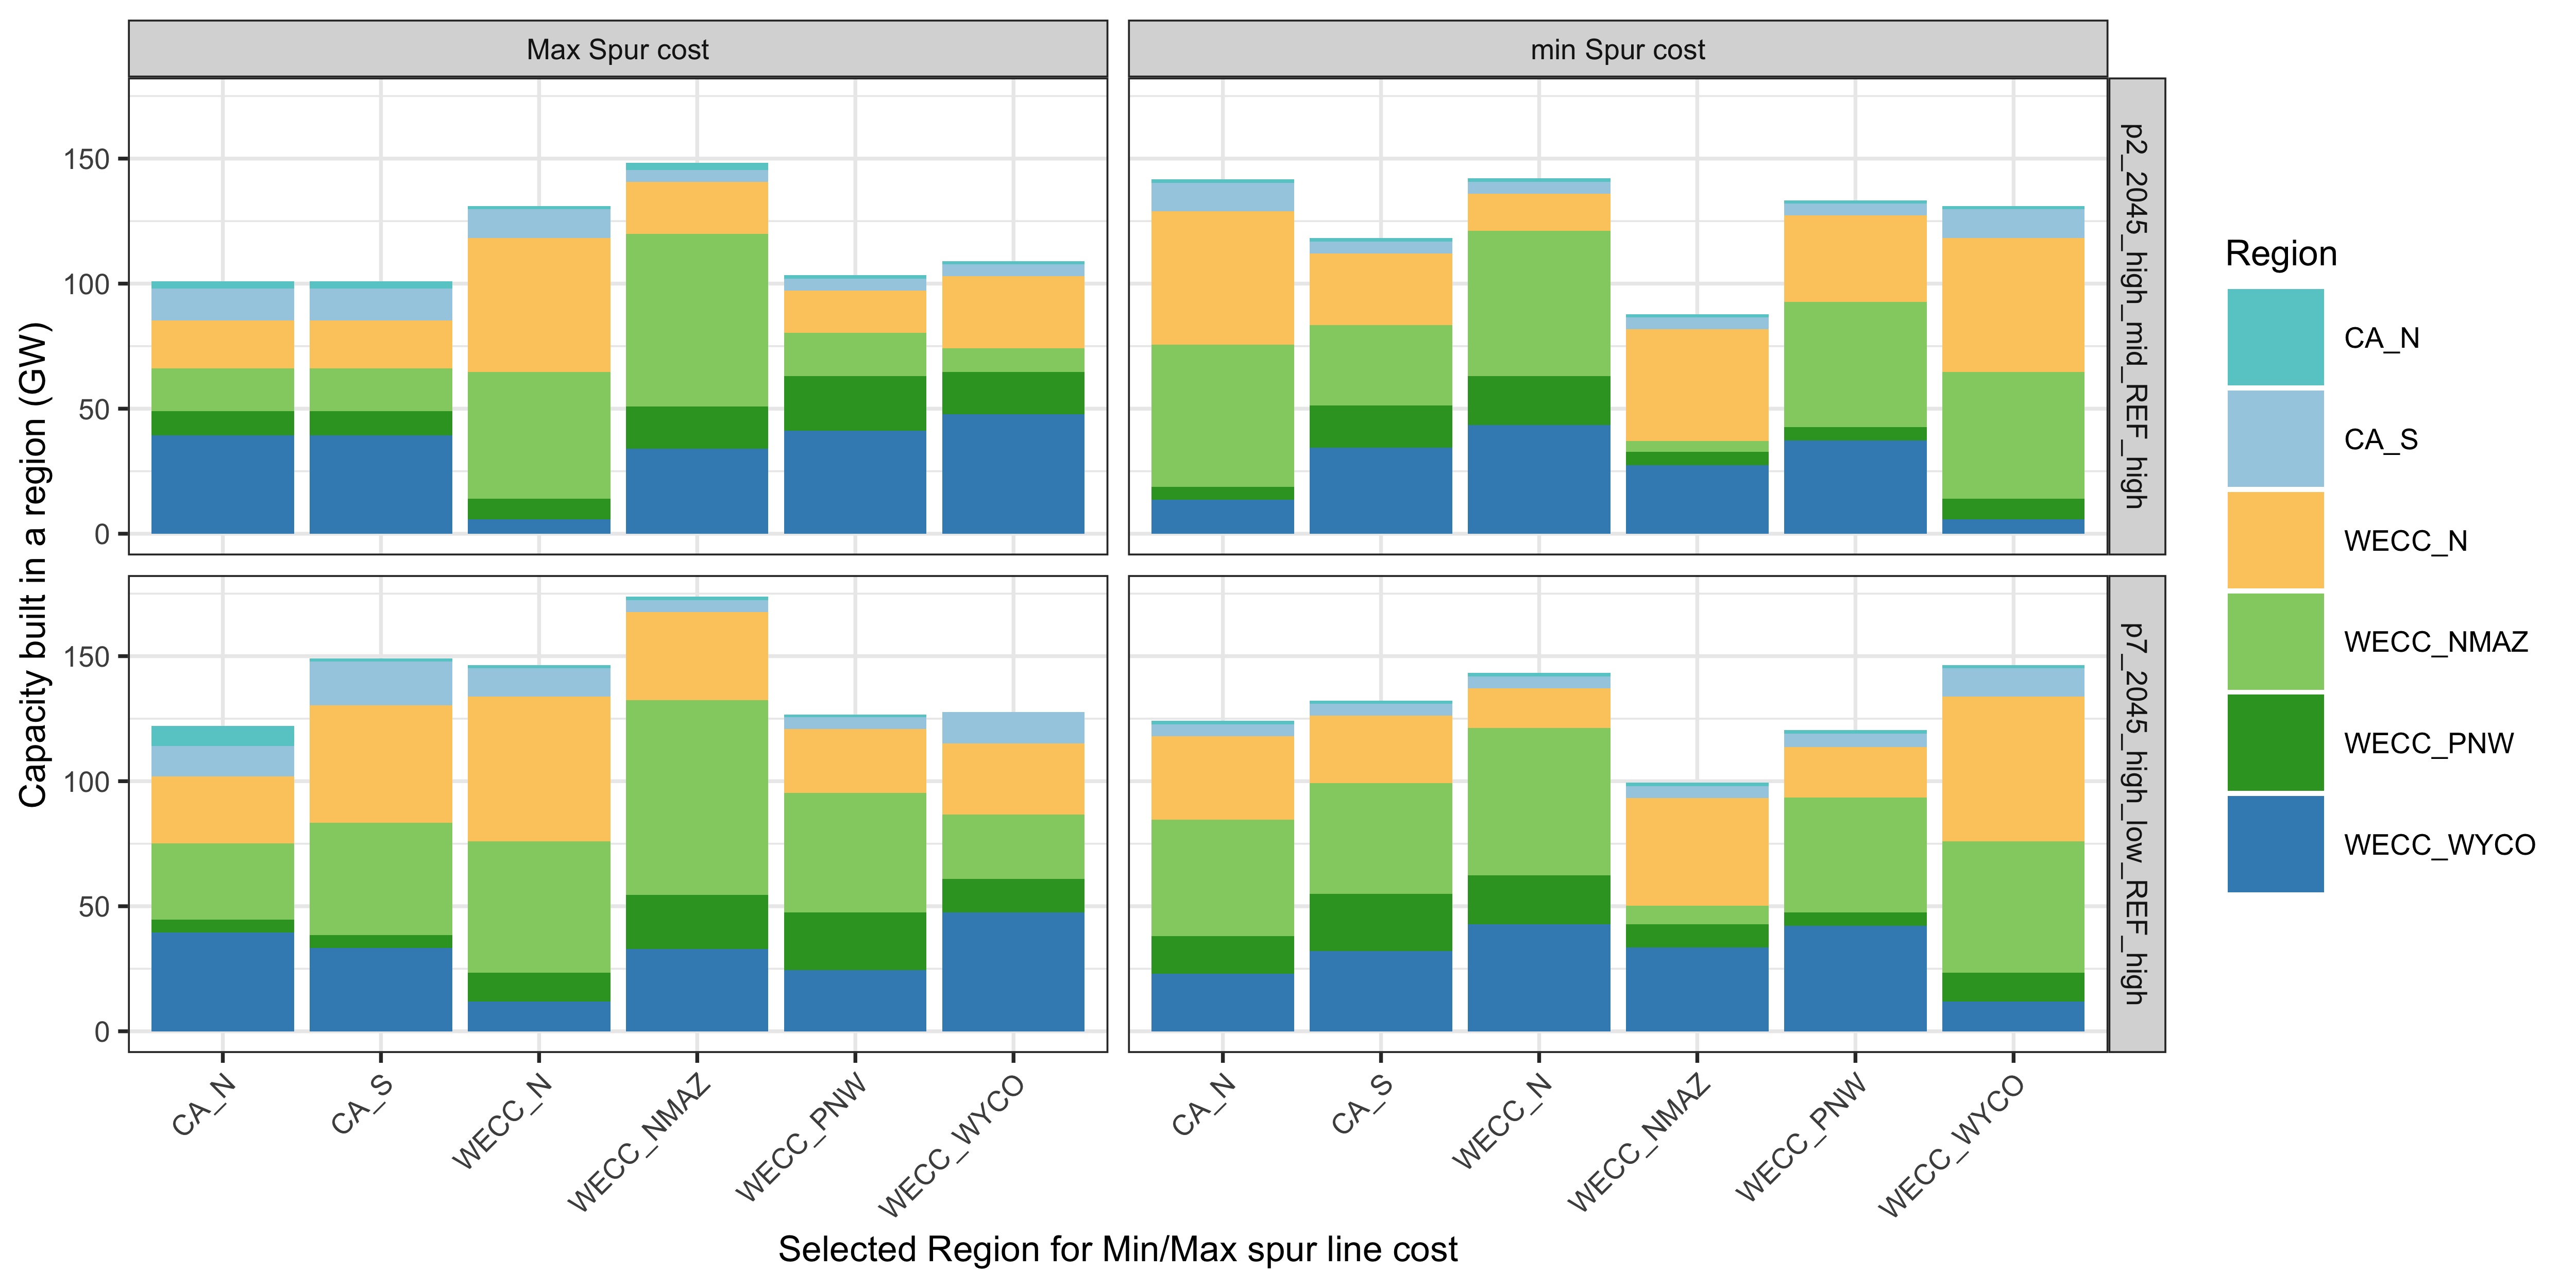 Max Spur cost
min Spur cost
Capacity built in a region (GW)
150
100
50
0
p2_2045_high_mid_REF_high
150
100
50
0
p7_2045_high_low_REF_high
CA_N
CA_S
WECC_N
WECC_NMAZ
WECC_PNW
WECC_WYCO
CA_N
CA_S
WECC_N
WECC_NMAZ
WECC_PNW
WECC_WYCO
Selected Region for Min/Max spur line cost
Region
CA_N
CA_S
WECC_N
WECC_NMAZ
WECC_PNW
WECC_WYCO